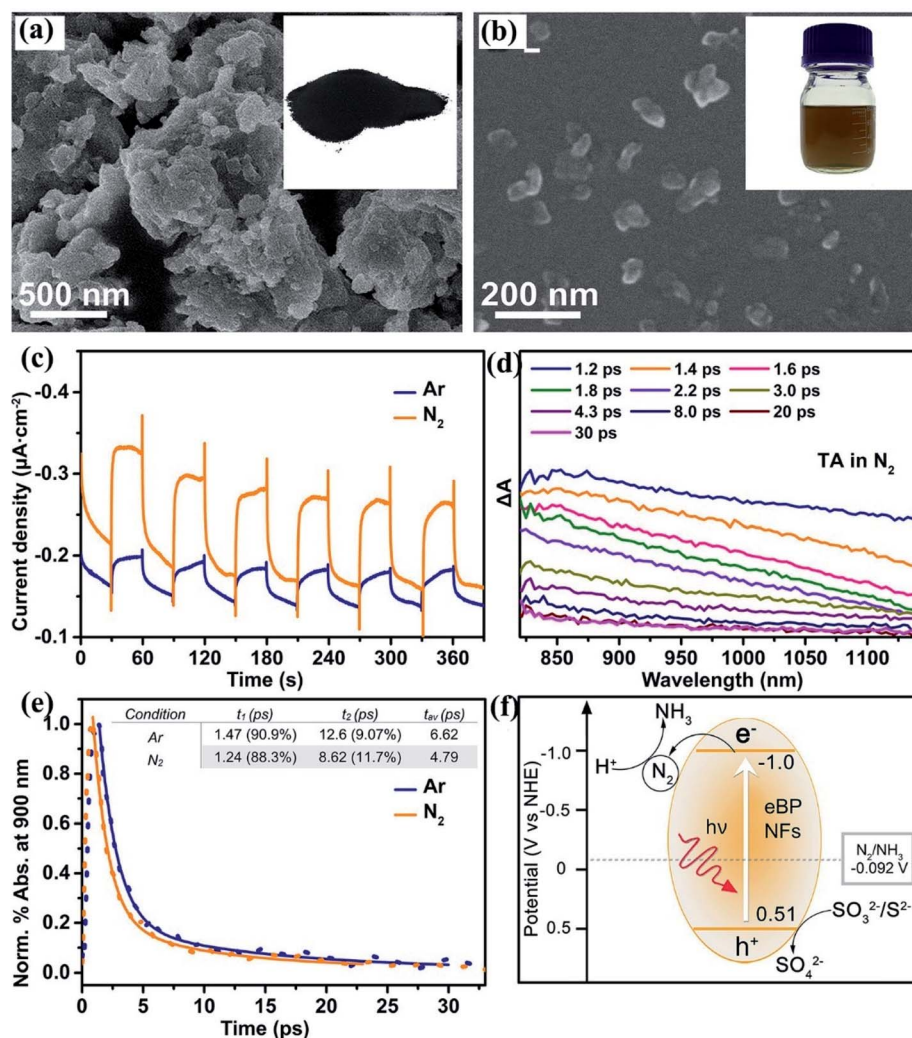 (a)
500 nm
(b)
200 nm
(c)
Current density (μA·cm⁻²)
-0.4
-0.3
-0.2
-0.1
Ar
N₂
0 60 120 180 240 300 360
Time (s)
(d)
1.2 ps 1.4 ps 1.6 ps
1.8 ps 2.2 ps 3.0 ps
4.3 ps 8.0 ps 20 ps
30 ps
TA in N₂
ΔA
850 900 950 1000 1050 1100
Wavelength (nm)
(e)
Norm. % Abs. at 900 nm
1.0
0.8
0.6
0.4
0.2
0.0
Condition t₁ (ps) t₂ (ps) tₐᵥ (ps)
Ar 1.47 (90.9%) 12.6 (9.07%) 6.62
N₂ 1.24 (88.3%) 8.62 (11.7%) 4.79
Ar
N₂
0 5 10 15 20 25 30
Time (ps)
(f)
Potential (V vs NHE)
-1.0
-0.5
0
0.5
NH₃
H⁺
N₂
e⁻
-1.0
eBP
NFs
hν
N₂/NH₃
-0.092 V
0.51
h⁺
SO₃²⁻/S²⁻
SO₄²⁻